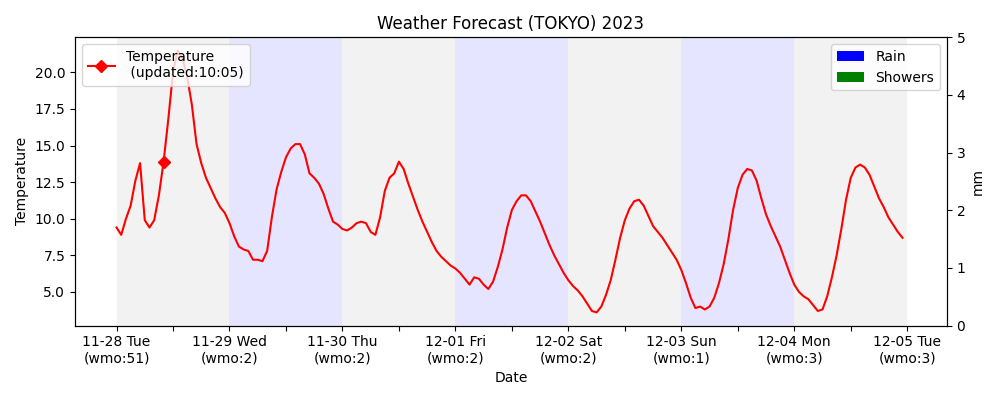 Weather Forecast (TOKYO) 2023
Temperature
(updated:10:05)
Rain
Showers
Temperature
20.0
17.5
15.0
12.5
10.0
7.5
5.0
5
4
3
2
1
0
mm
11-28 Tue
(wmo:51)
11-29 Wed
(wmo:2)
11-30 Thu
(wmo:2)
12-01 Fri
(wmo:2)
12-02 Sat
(wmo:2)
12-03 Sun
(wmo:1)
12-04 Mon
(wmo:3)
12-05 Tue
(wmo:3)
Date